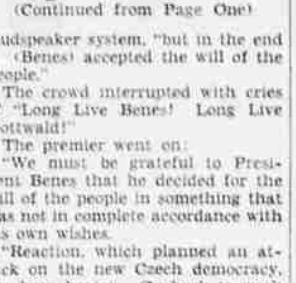 (Continued from Page One)
udspeaker system, "but in the end
(Benes) accepted the will of the
eople."
The crowd interrupted with cries
"Long Live Benes! Long Live
ottwald!"
The premier went on:
"We must be grateful to Presi-
ent Benes that he decided for the
ill of the people in something that
as not in complete accordance with
s own wishes.
"Reaction, which planned an at-
ck on the new Czech democracy,